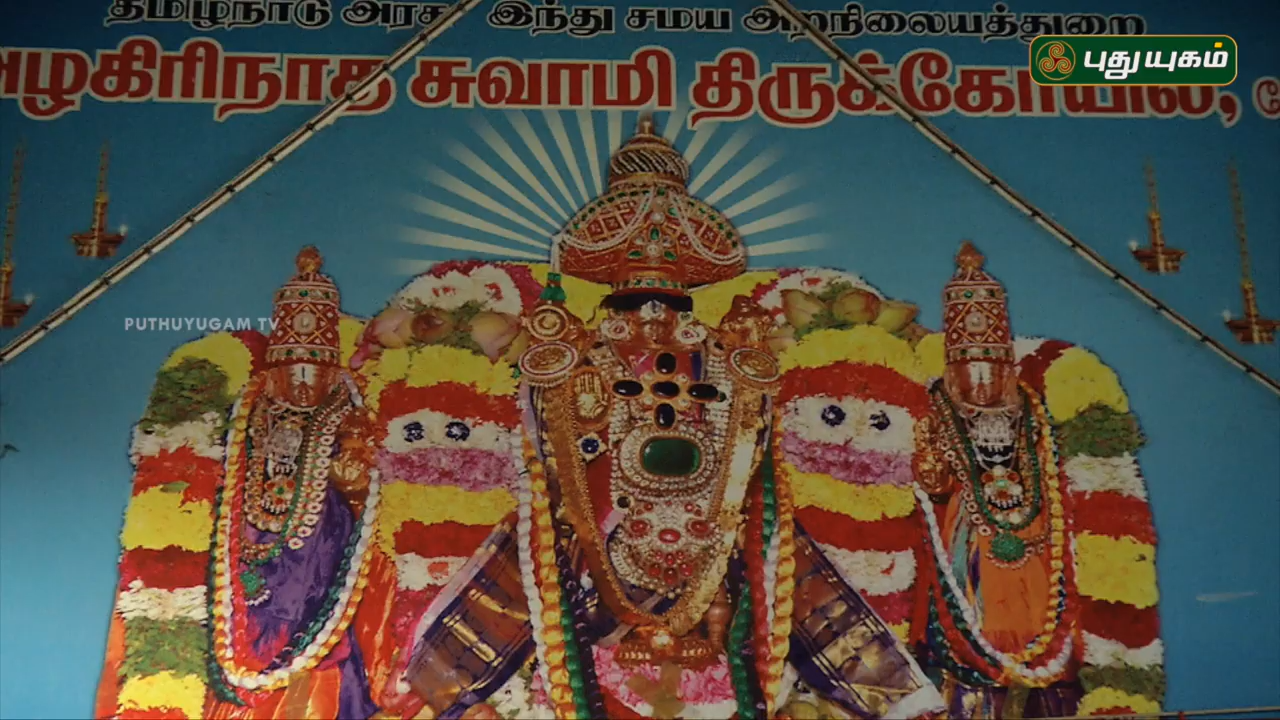 தமிழ்நாடு அரசு இந்து சமய அறநிலையத்துறை
அழகிரிநாத சுவாமி திருக்கோயில்,
புதுயுகம்
PUTHUYUGAM TV